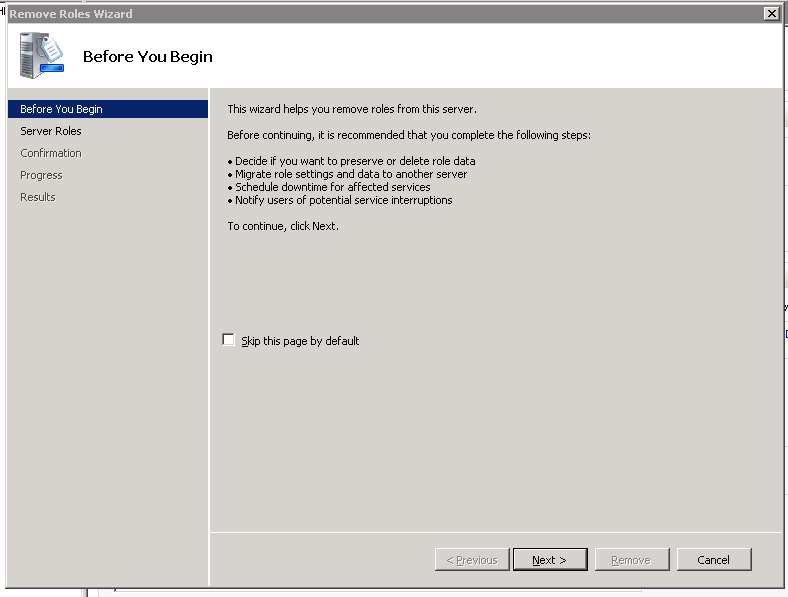 Remove Roles Wizard
Before You Begin
Before You Begin
Server Roles
Confirmation
Progress
Results
This wizard helps you remove roles from this server.
Before continuing, it is recommended that you complete the following steps:
• Decide if you want to preserve or delete role data
• Migrate role settings and data to another server
• Schedule downtime for affected services
• Notify users of potential service interruptions
To continue, click Next.
Skip this page by default
< Previous
Next >
Remove
Cancel